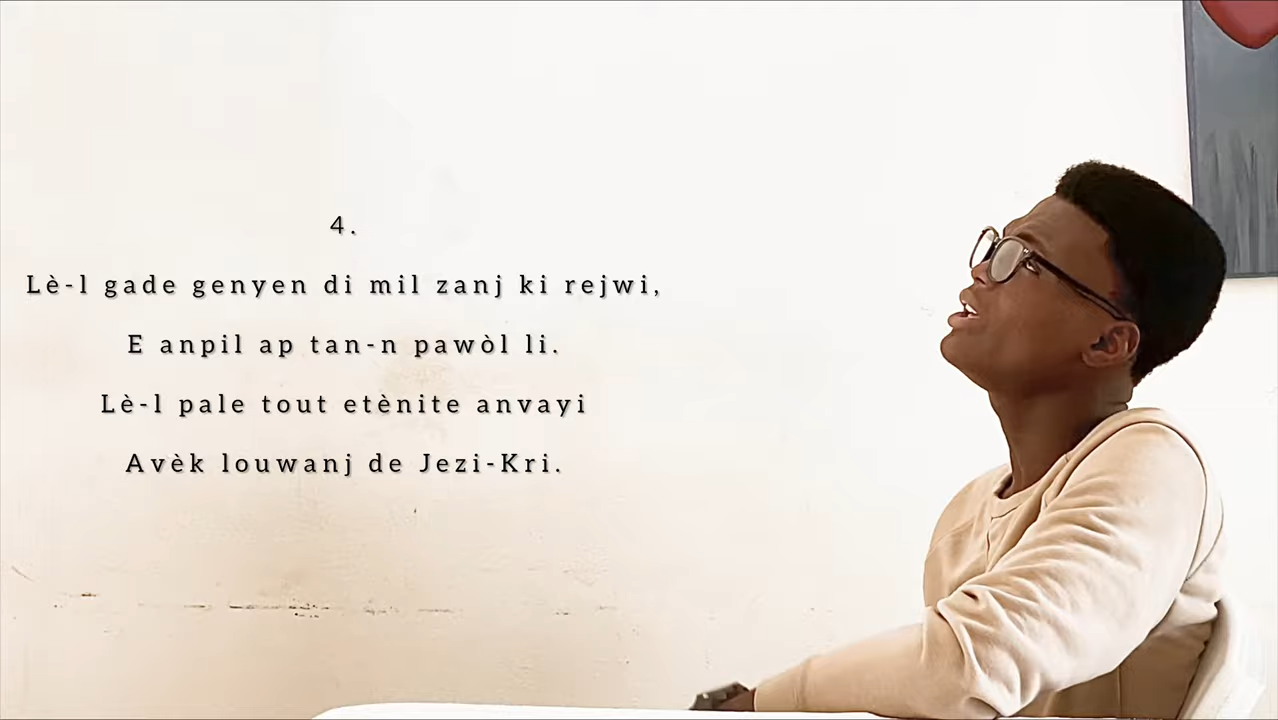 4.
Lè-l gade genyen di mil zanj ki rejwi,
E anpil ap tan-n pawòl li.
Lè-l pale tout etènite anvayi
Avèk louwanj de Jezi-Kri.